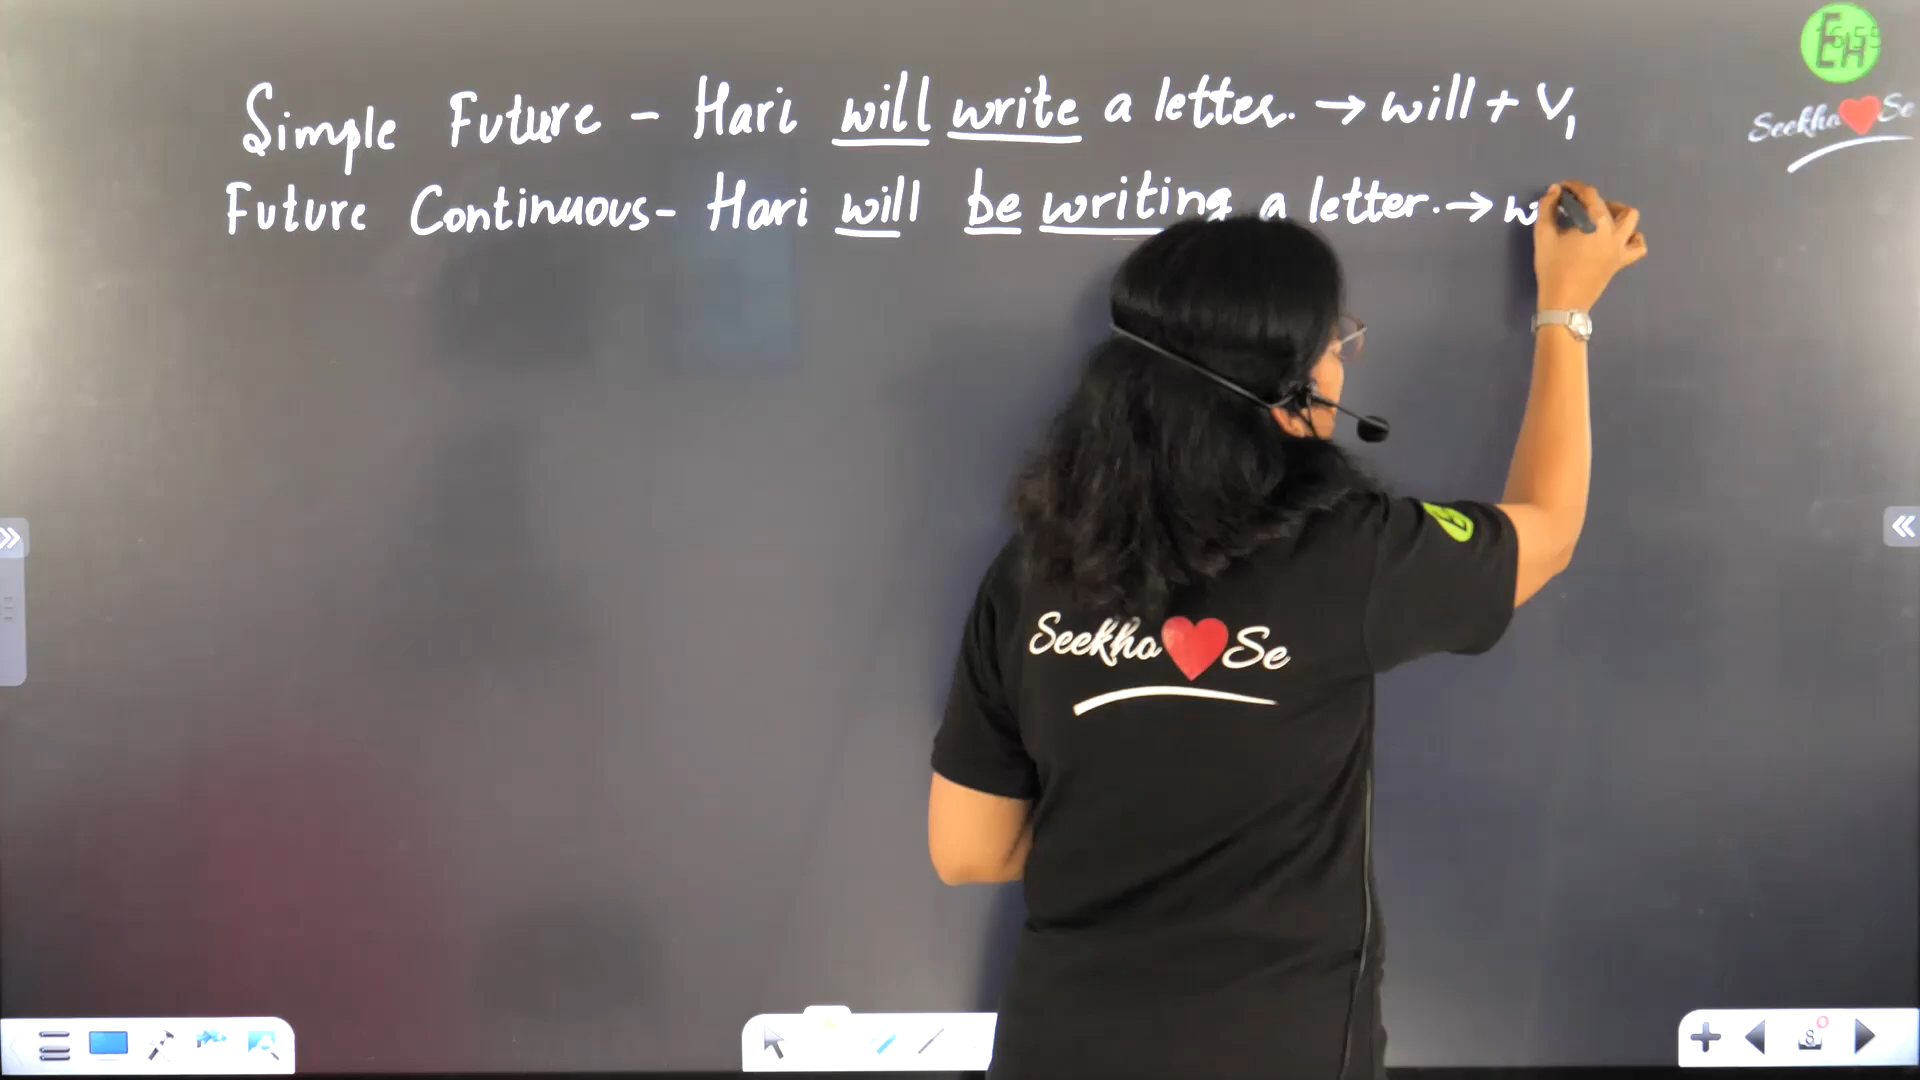 Simple Future - Hari will write a letter. → will + V₁
Future Continuous - Hari will be writing a letter. → w
EH
Seekho ❤ Se
Seekho ❤ Se